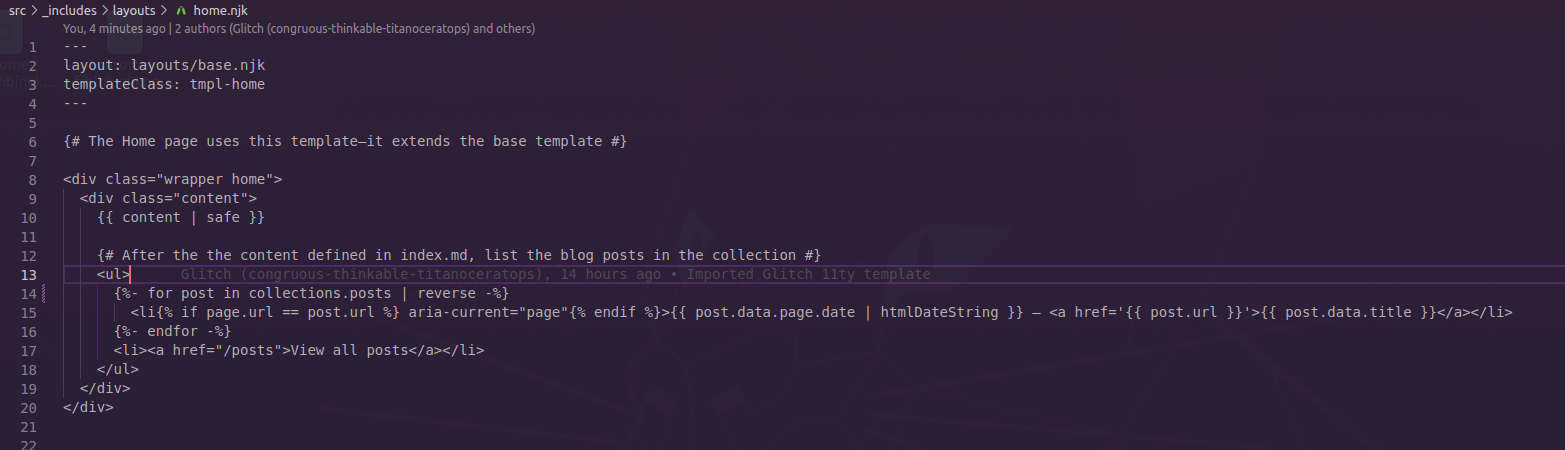 src > _includes > layouts > home.njk
You, 4 minutes ago | 2 authors (Glitch (congruous-thinkable-titanoceratops) and others)
1 ---
2 layout: layouts/base.njk
3 templateClass: tmpl-home
4 ---
5
6 {# The Home page uses this template—it extends the base template #}
7
8 <div class="wrapper home">
9   <div class="content">
10     {{ content | safe }}
11
12     {# After the the content defined in index.md, list the blog posts in the collection #}
13     <ul> Glitch (congruous-thinkable-titanoceratops), 14 hours ago • Imported Glitch 11ty template
14       {%- for post in collections.posts | reverse -%}
15         <li{% if page.url == post.url %} aria-current="page"{% endif %}>{{ post.data.page.date | htmlDateString }} — <a href='{{ post.url }}'>{{ post.data.title }}</a></li>
16       {%- endfor -%}
17       <li><a href="/posts">View all posts</a></li>
18     </ul>
19   </div>
20 </div>
21
22